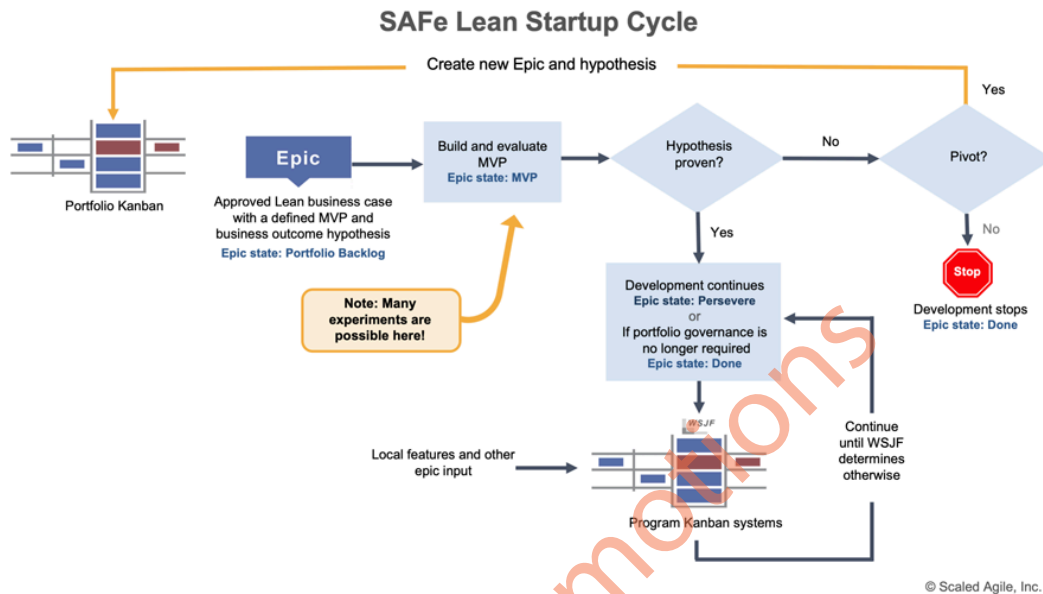 SAFe Lean Startup Cycle
Create new Epic and hypothesis
Yes
Portfolio Kanban
Epic
Approved Lean business case
with a defined MVP and
business outcome hypothesis
Epic state: Portfolio Backlog
Build and evaluate
MVP
Epic state: MVP
Note: Many
experiments are
possible here!
Hypothesis
proven?
No
Pivot?
Yes
No
Stop
Development stops
Epic state: Done
Development continues
Epic state: Persevere
or
If portfolio governance is
no longer required
Epic state: Done
WSJF
Local features and other
epic input
Program Kanban systems
Continue
until WSJF
determines
otherwise
motions
© Scaled Agile, Inc.